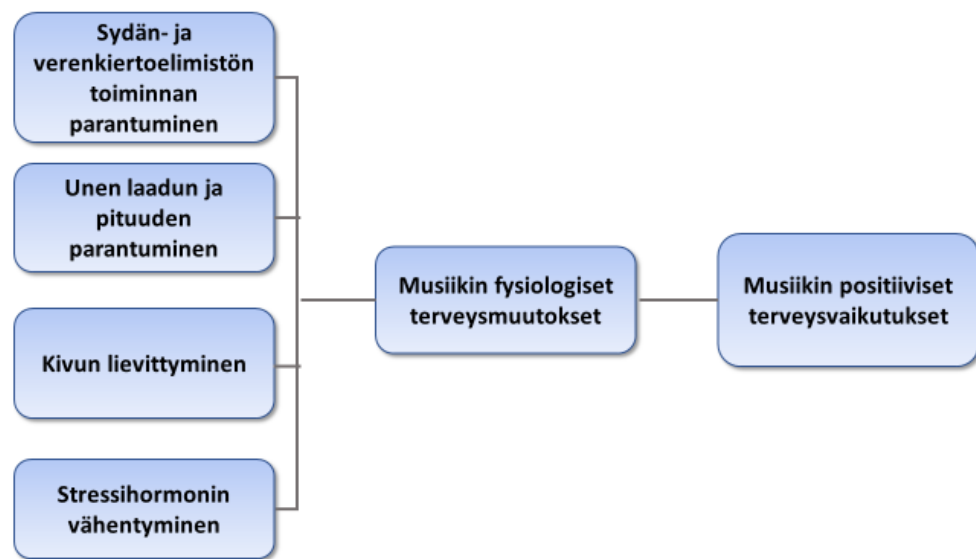 Sydän- ja
verenkiertoelimistön
toiminnan
parantuminen
Unen laadun ja
pituuden
parantuminen
Kivun lievittyminen
Stressihormonin
vähentyminen
Musiikin fysiologiset
terveysmuutokset
Musiikin positiiviset
terveysvaikutukset